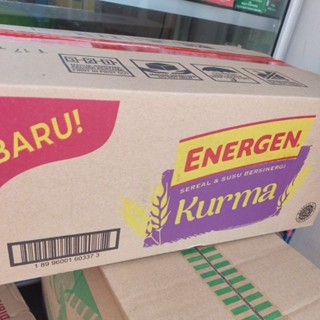 BARU!
ENERGEN
SEREAL & SUSU BERSINERGI
Kurma
1 89 96001 60337 3